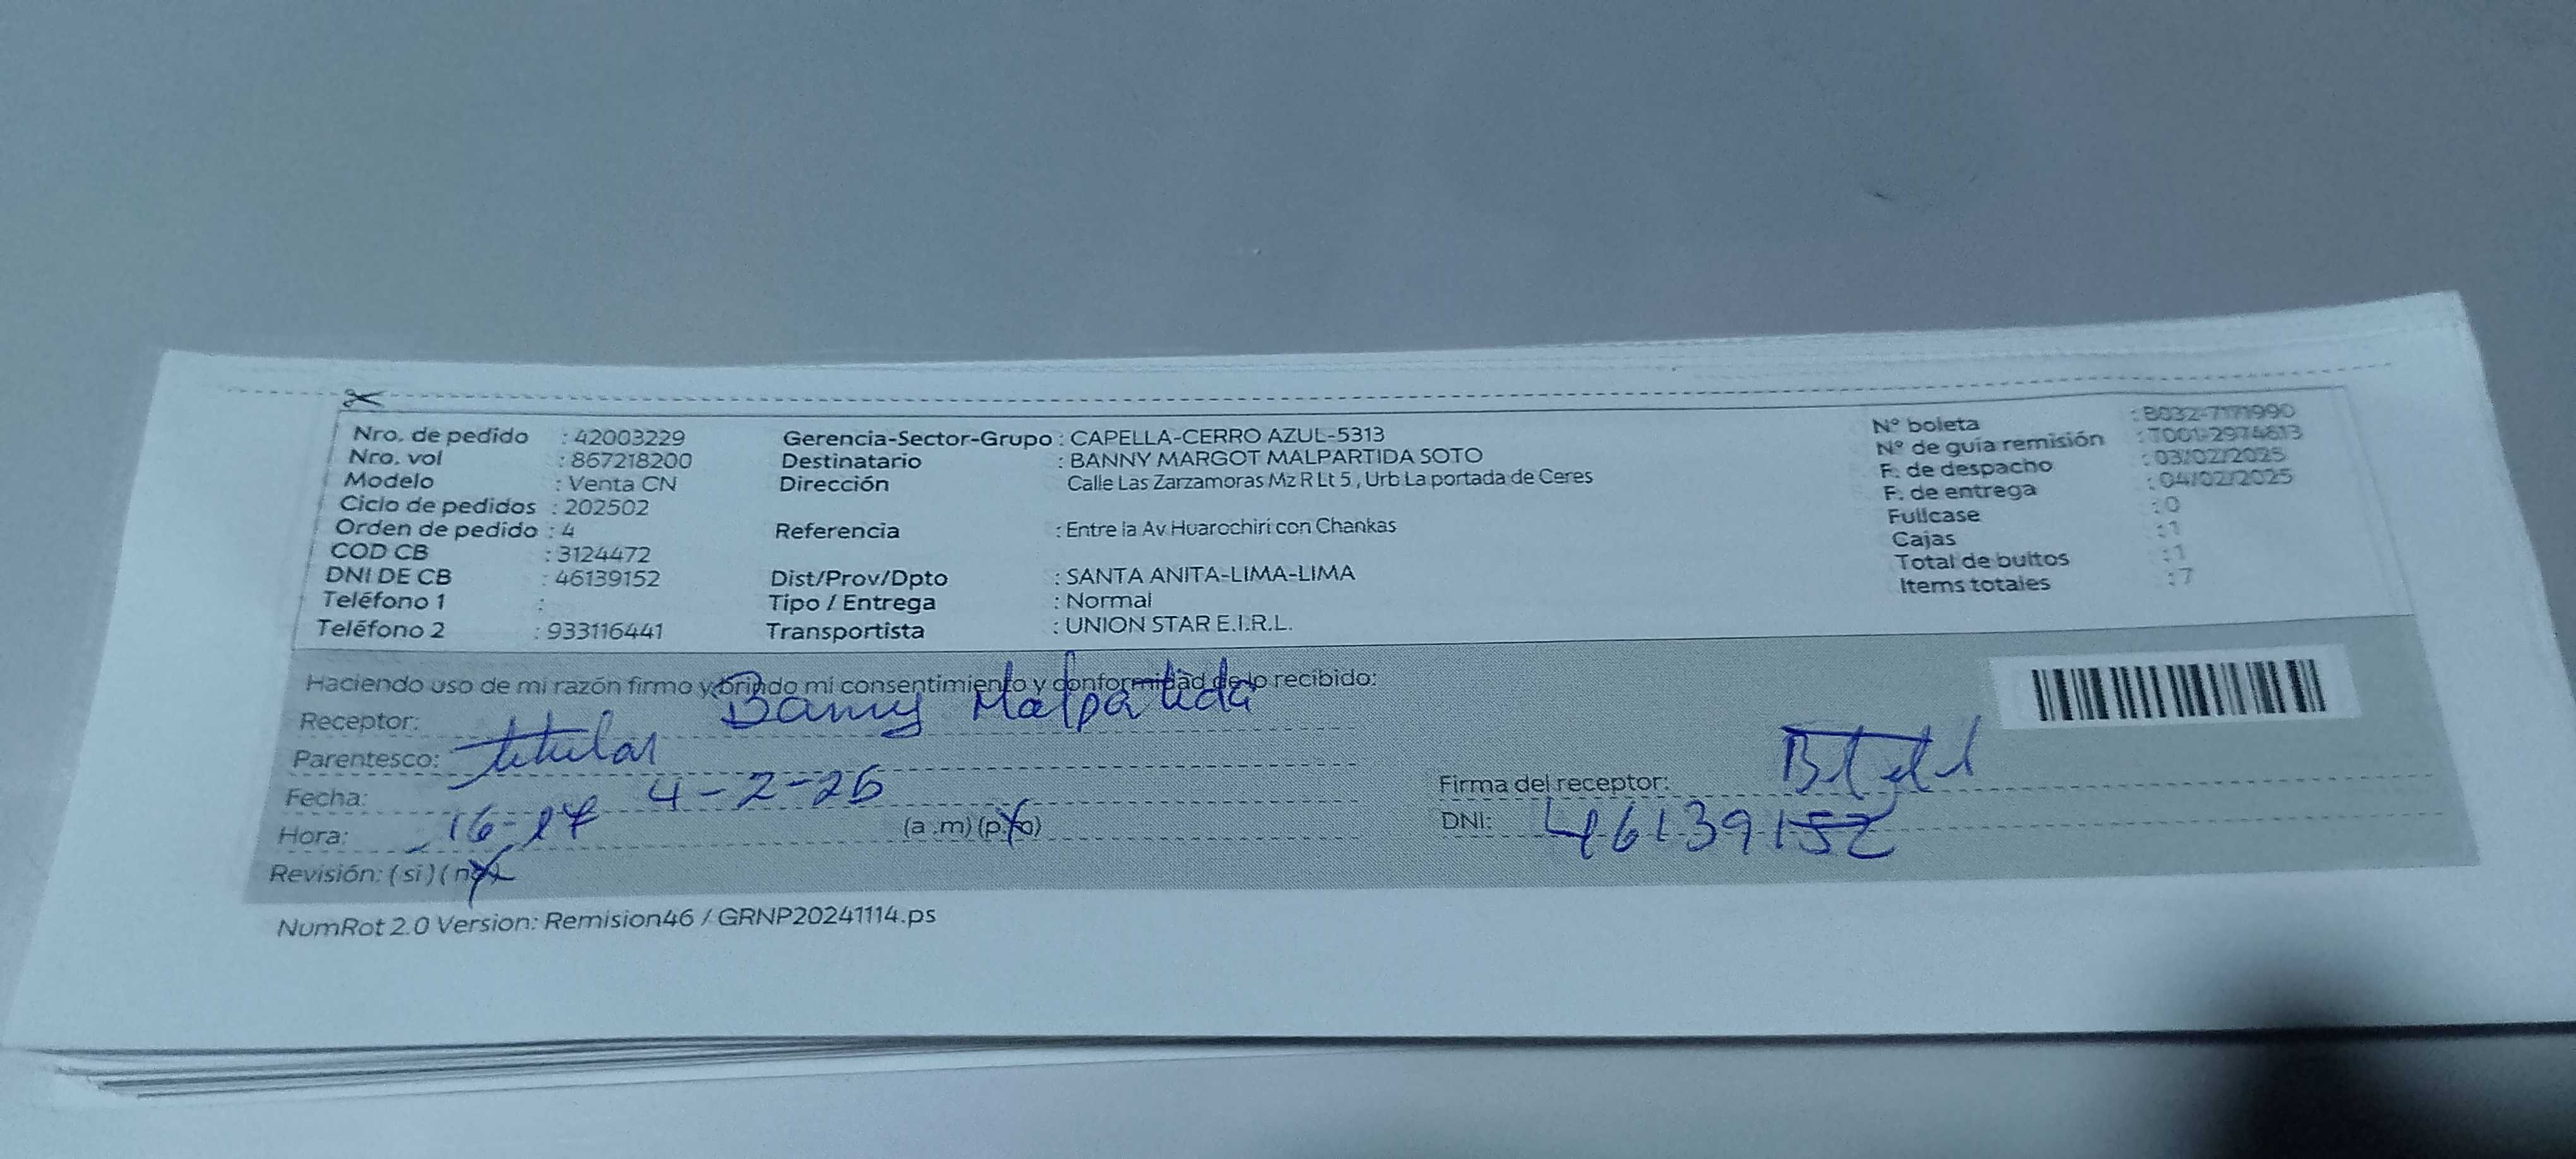 Nro. de pedido : 42003229 Gerencia-Sector-Grupo : CAPELLA-CERRO AZUL-5313 N° boleta : B032-7171990
Nro. vol : 867218200 Destinatario : BANNY MARGOT MALPARTIDA SOTO N° de guía remisión : T001-2974613
Modelo : Venta CN Dirección Calle Las Zarzamoras Mz R Lt 5 , Urb La portada de Ceres F. de despacho : 03/02/2025
Ciclo de pedidos : 202502 F. de entrega : 04/02/2025
Orden de pedido : 4 Referencia : Entre la Av Huarochiri con Chankas Fullcase : 0
COD CB : 3124472 Cajas : 1
DNI DE CB : 46139152 Dist/Prov/Dpto : SANTA ANITA-LIMA-LIMA Total de bultos : 1
Teléfono 1 : Tipo / Entrega : Normal Items totales : 7
Teléfono 2 : 933116441 Transportista : UNION STAR E.I.R.L.
Haciendo uso de mi razón firmo y brindo mi consentimiento y conformidad de lo recibido:
Receptor: Banny Malpartida
Parentesco: titular
Fecha: 4-2-25 Firma del receptor:
Hora: 16-27 (a .m) (p.m) DNI: 46139152
Revisión: ( si ) ( no )
NumRot 2.0 Version: Remision46 / GRNP20241114.ps